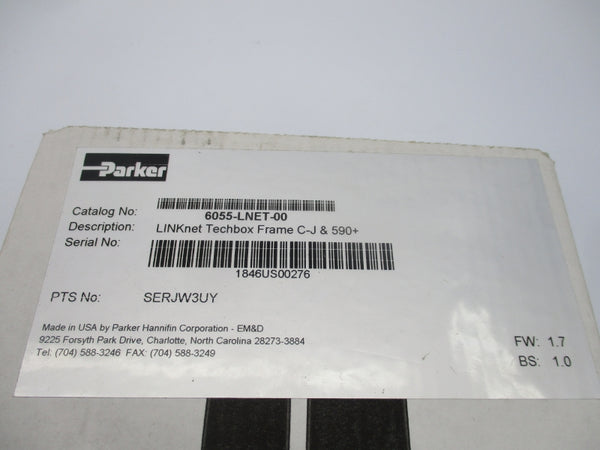 Parker
Catalog No: 6055-LNET-00
Description: LINKnet Techbox Frame C-J & 590+
Serial No: 1846US00276
PTS No: SERJW3UY
Made in USA by Parker Hannifin Corporation - EM&D
9225 Forsyth Park Drive, Charlotte, North Carolina 28273-3884
Tel: (704) 588-3246 FAX: (704) 588-3249
FW: 1.7
BS: 1.0